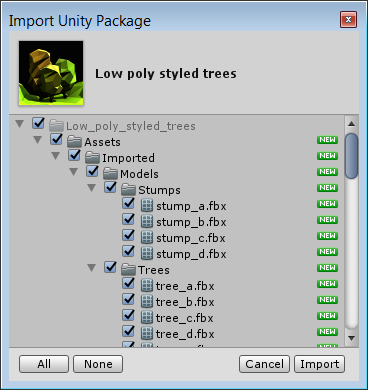 Import Unity Package
Low poly styled trees
Low_poly_styled_trees
Assets NEW
Imported NEW
Models NEW
Stumps NEW
stump_a.fbx NEW
stump_b.fbx NEW
stump_c.fbx NEW
stump_d.fbx NEW
Trees NEW
tree_a.fbx NEW
tree_b.fbx NEW
tree_c.fbx NEW
tree_d.fbx NEW
All None Cancel Import